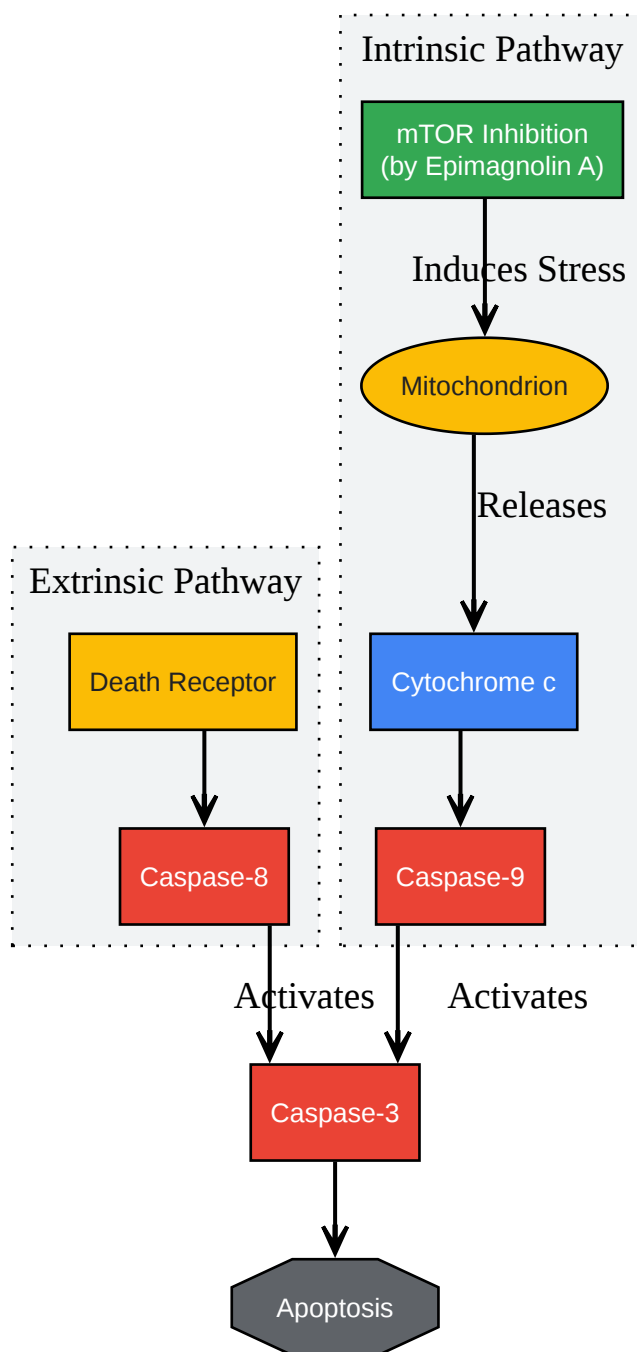 Intrinsic Pathway
mTOR Inhibition
(by Epimagnolin A)
Induces Stress
Mitochondrion
Releases
Extrinsic Pathway
Death Receptor
Cytochrome c
Caspase-8
Caspase-9
Activates
Activates
Caspase-3
Apoptosis